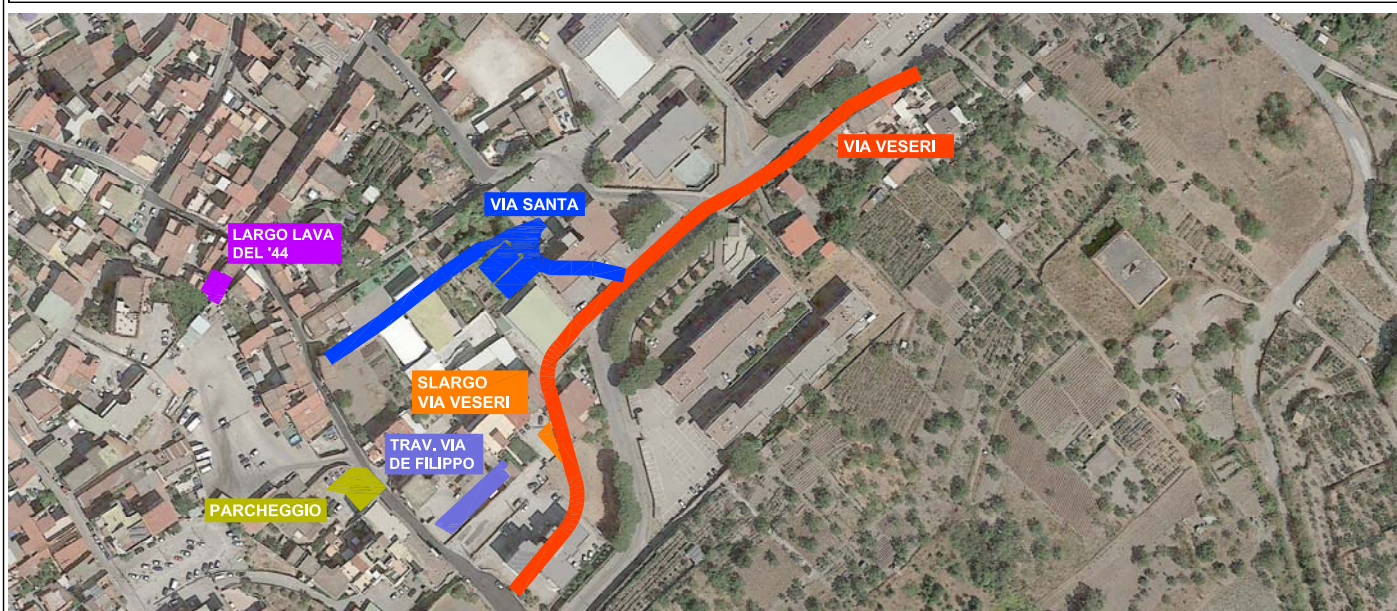 VIA VESERI
VIA SANTA
LARGO LAVA
DEL '44
SLARGO
VIA VESERI
TRAV. VIA
DE FILIPPO
PARCHEGGIO